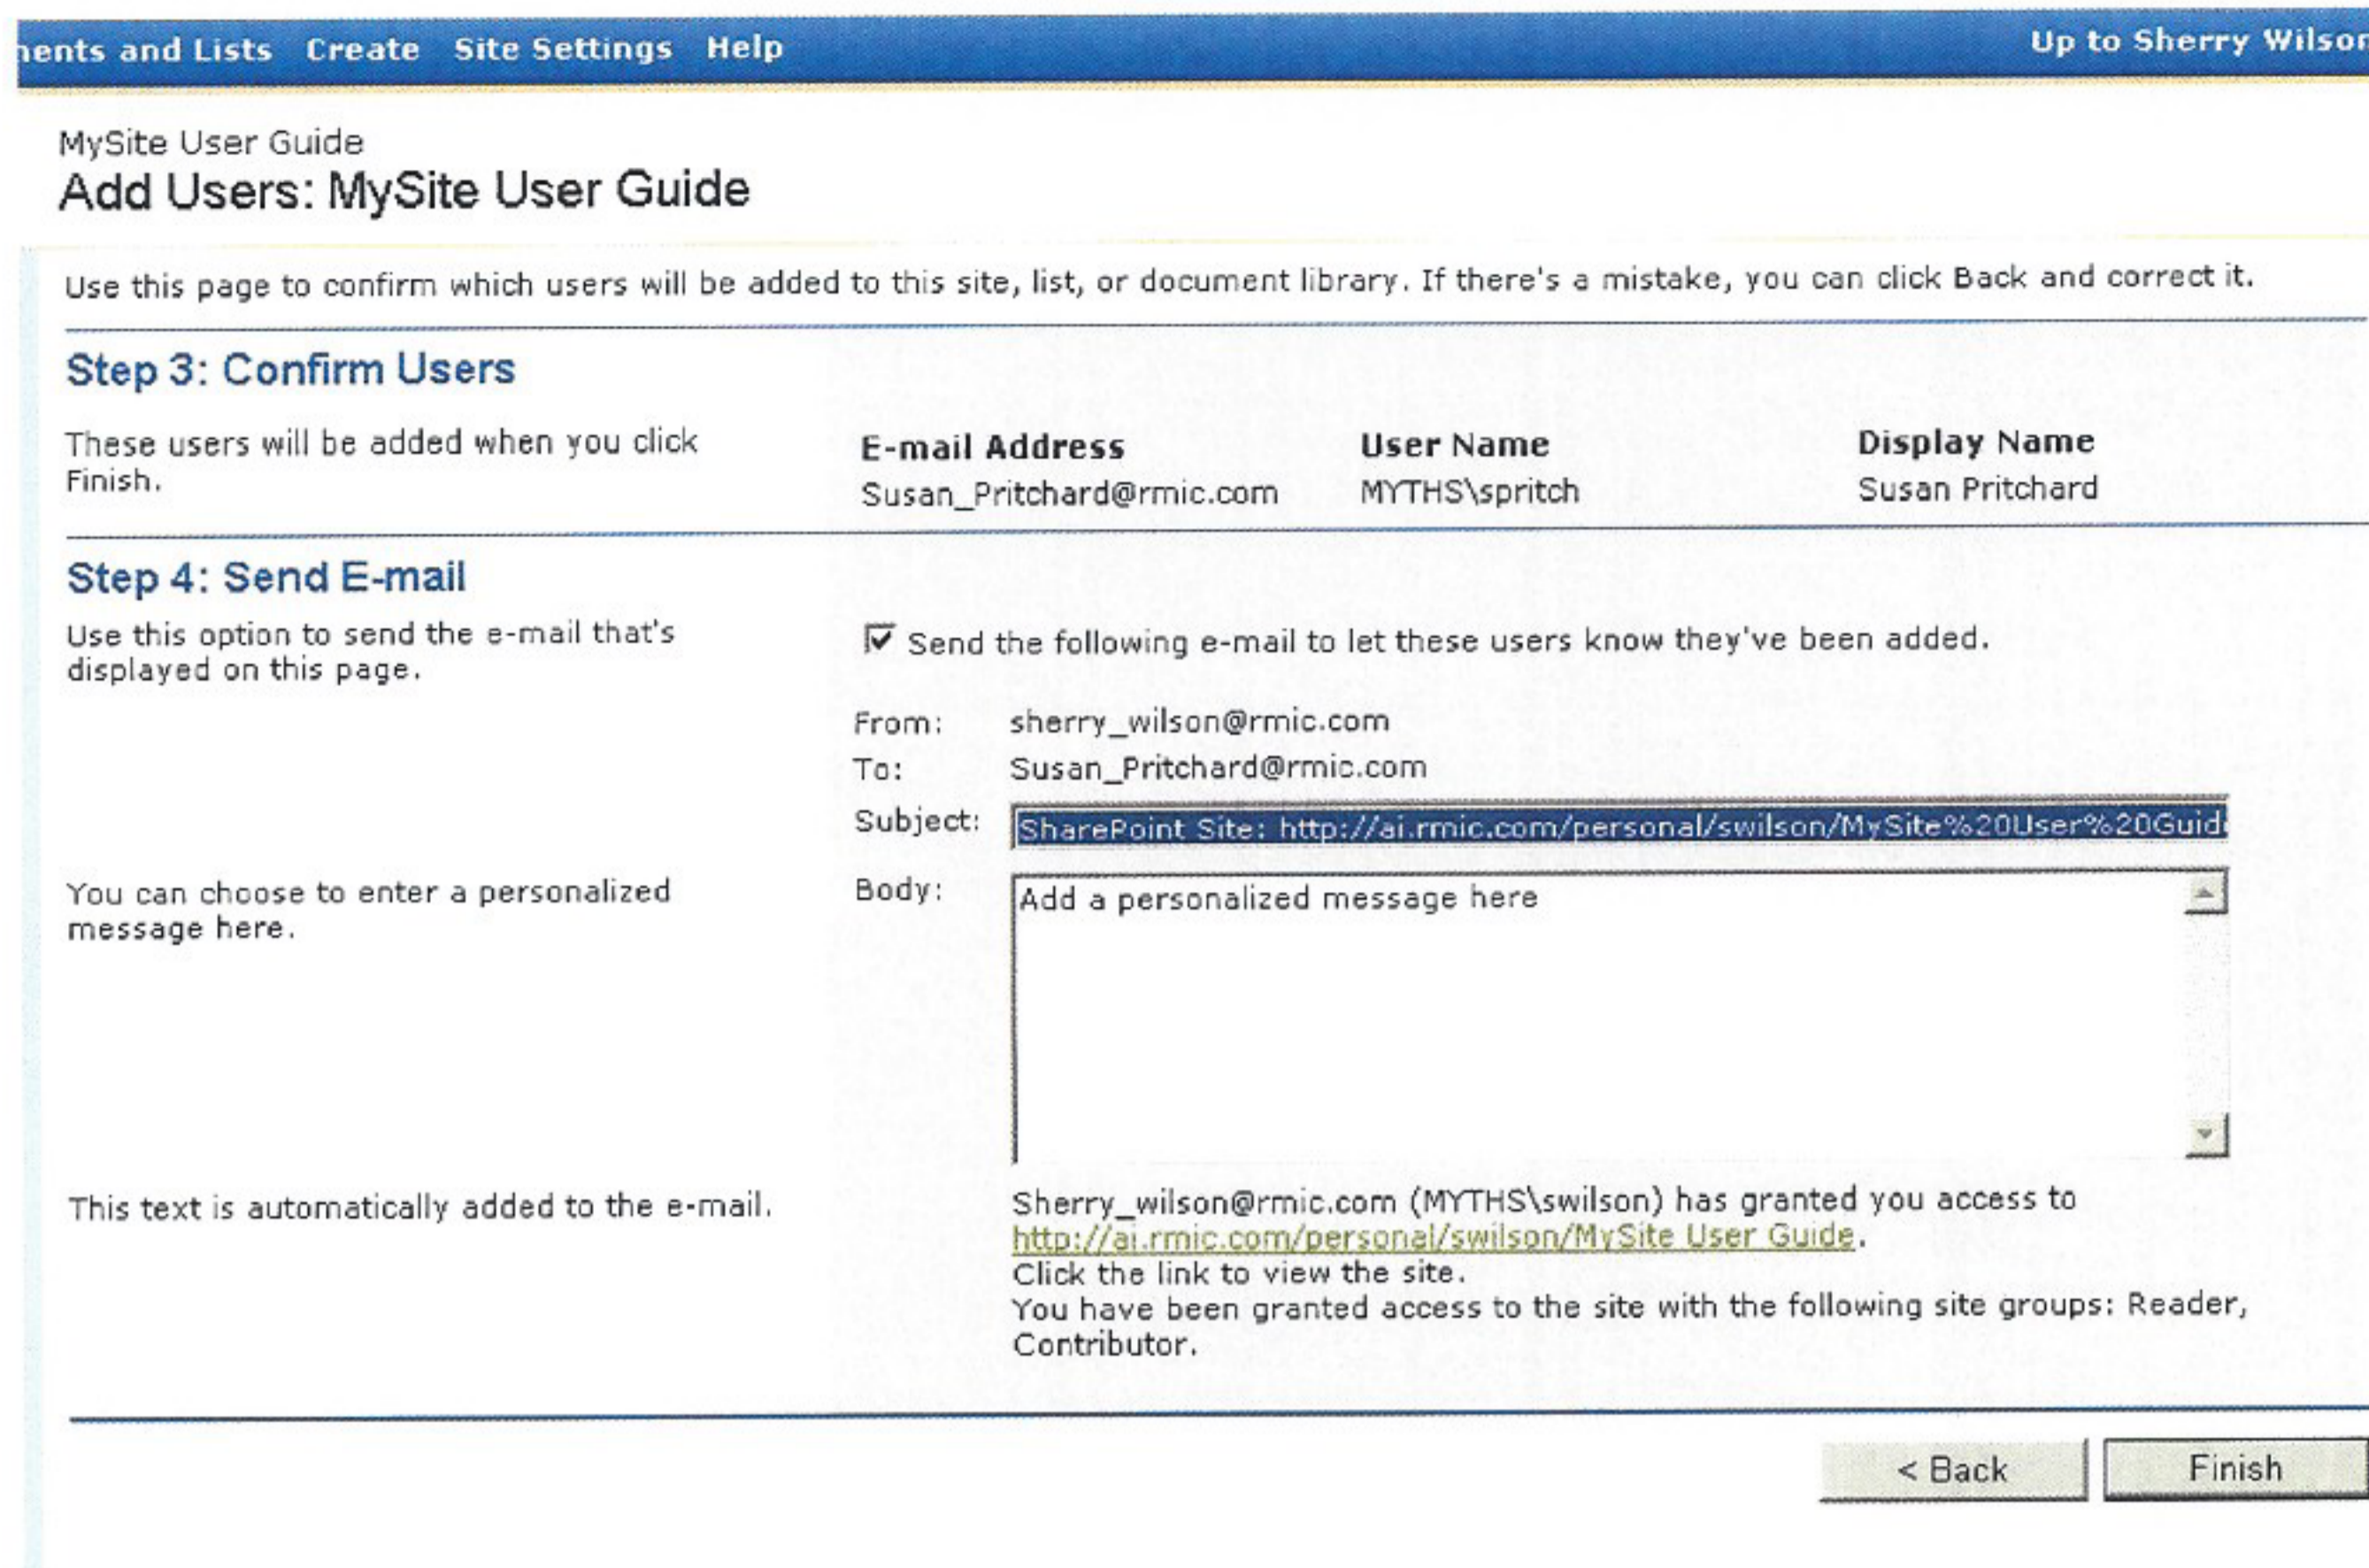 nents and Lists Create Site Settings Help Up to Sherry Wilson
MySite User Guide
Add Users: MySite User Guide
Use this page to confirm which users will be added to this site, list, or document library. If there's a mistake, you can click Back and correct it.
Step 3: Confirm Users
These users will be added when you click
Finish.
E-mail Address User Name Display Name
Susan_Pritchard@rmic.com MYTHS\spritch Susan Pritchard
Step 4: Send E-mail
Use this option to send the e-mail that's
displayed on this page.
Send the following e-mail to let these users know they've been added.
From: sherry_wilson@rmic.com
To: Susan_Pritchard@rmic.com
Subject: SharePoint Site: http://ai.rmic.com/personal/swilson/MySite%20User%20Guid
You can choose to enter a personalized
message here.
Body: Add a personalized message here
This text is automatically added to the e-mail.
Sherry_wilson@rmic.com (MYTHS\swilson) has granted you access to
http://ai.rmic.com/personal/swilson/MySite User Guide.
Click the link to view the site.
You have been granted access to the site with the following site groups: Reader,
Contributor.
< Back Finish